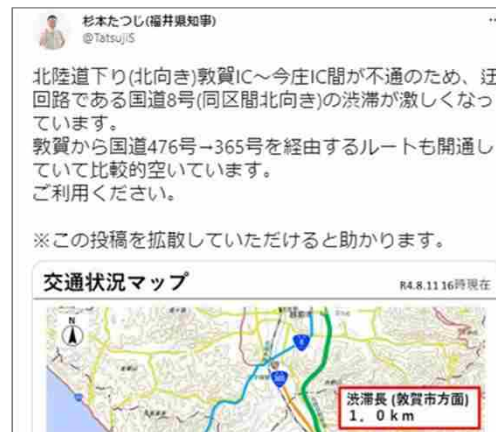 杉本たつじ(福井県知事)
@TatsujiS
北陸道下り(北向き)敦賀IC～今庄IC間が不通のため、迂
回路である国道8号(同区間北向き)の渋滞が激しくなっ
ています。
敦賀から国道476号→365号を経由するルートも開通し
ていて比較的空いています。
ご利用ください。
※この投稿を拡散していただけると助かります。
交通状況マップ
R4.8.11 16時現在
N
8
渋滞長 (敦賀市方面)
1．0km